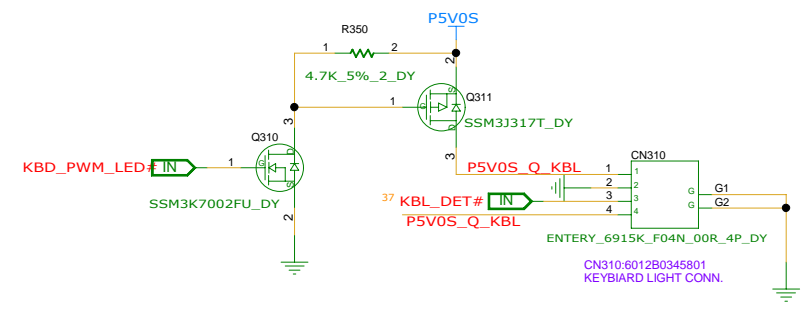 P5V0S
R350
1
2
4.7K_5%_2_DY
2
S
G
D
1
Q311
SSM3J317T_DY
3
3
Q310
D
G
S
KBD_PWM_LED#
IN
1
SSM3K7002FU_DY
2
P5V0S_Q_KBL
CN310
1
1
2
2
37
KBL_DET#
IN
3
3
4
4
P5V0S_Q_KBL
G
G1
G
G2
ENTERY_6915K_F04N_00R_4P_DY
CN310:6012B0345801
KEYBIARD LIGHT CONN.